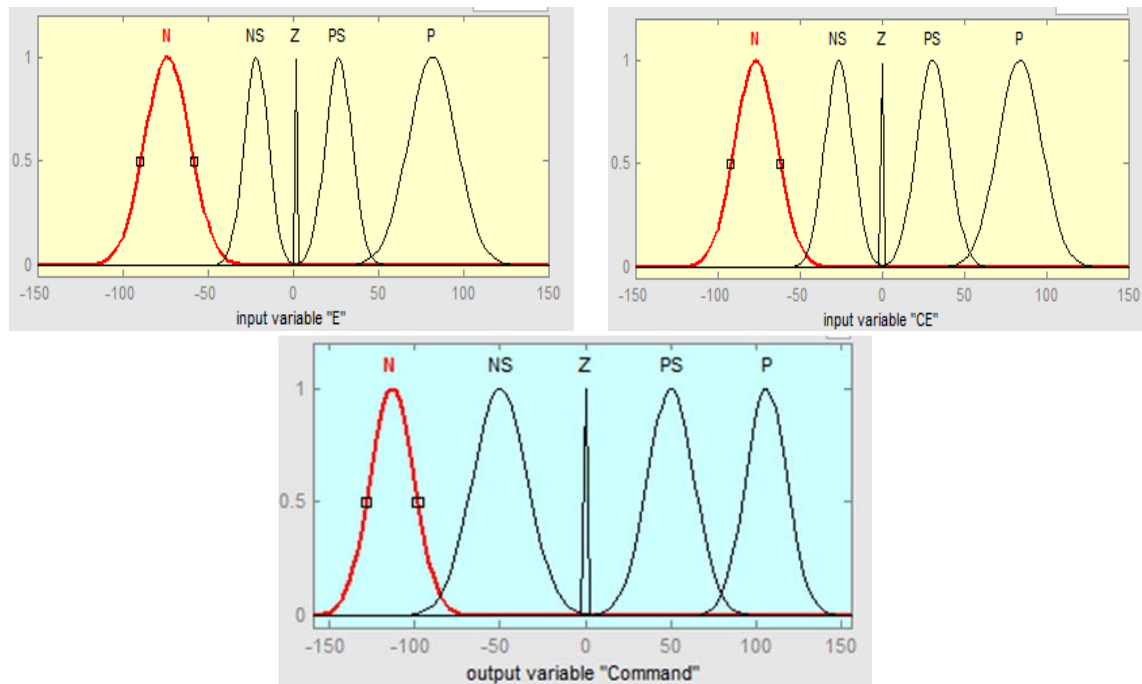 N NS Z PS P
1
0.5
0
-150 -100 -50 0 50 100 150
input variable "E"
N NS Z PS P
1
0.5
0
-150 -100 -50 0 50 100 150
input variable "CE"
N NS Z PS P
1
0.5
0
-150 -100 -50 0 50 100 150
output variable "Command"